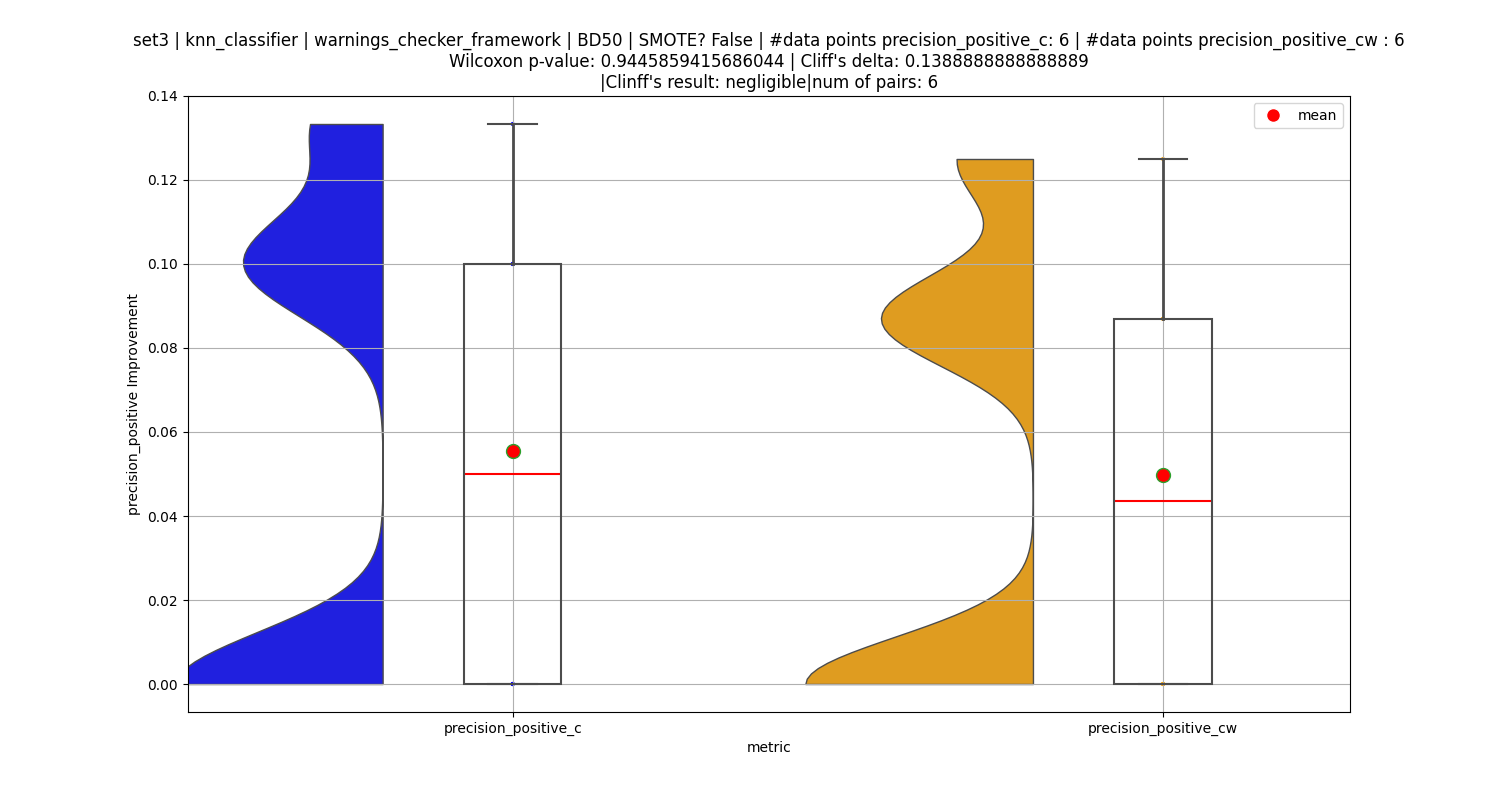 set3 | knn_classifier | warnings_checker_framework | BD50 | SMOTE? False | #data points precision_positive_c: 6 | #data points precision_positive_cw : 6
Wilcoxon p-value: 0.9445859415686044 | Cliff's delta: 0.1388888888888889
|Clinff's result: negligible|num of pairs: 6
0.14
0.12
0.10
0.08
0.06
0.04
0.02
0.00
precision_positive Improvement
mean
precision_positive_c
precision_positive_cw
metric